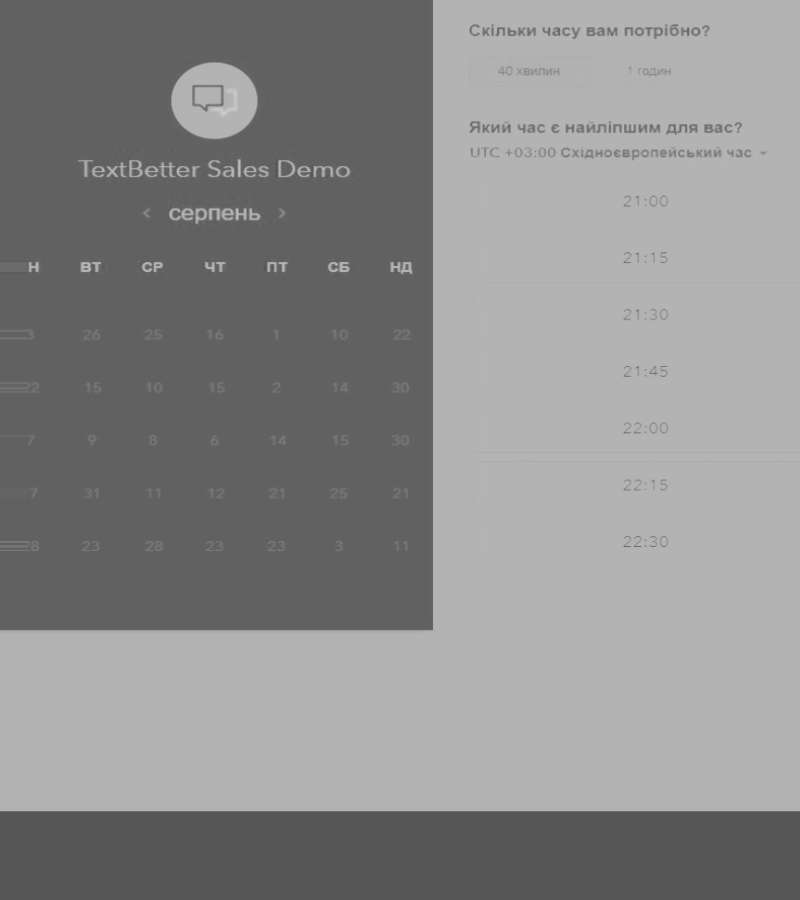 TextBetter Sales Demo
серпень
Н ВТ СР ЧТ ПТ СБ НД
3 26 25 16 1 10 22
2 15 10 15 2 14 30
7 9 8 6 14 15 30
7 31 11 12 21 25 21
8 23 28 23 23 3 11
Скільки часу вам потрібно?
40 хвилин 1 годин
Який час є найліпшим для вас?
UTC +03:00 Східноєвропейський час
21:00
21:15
21:30
21:45
22:00
22:15
22:30